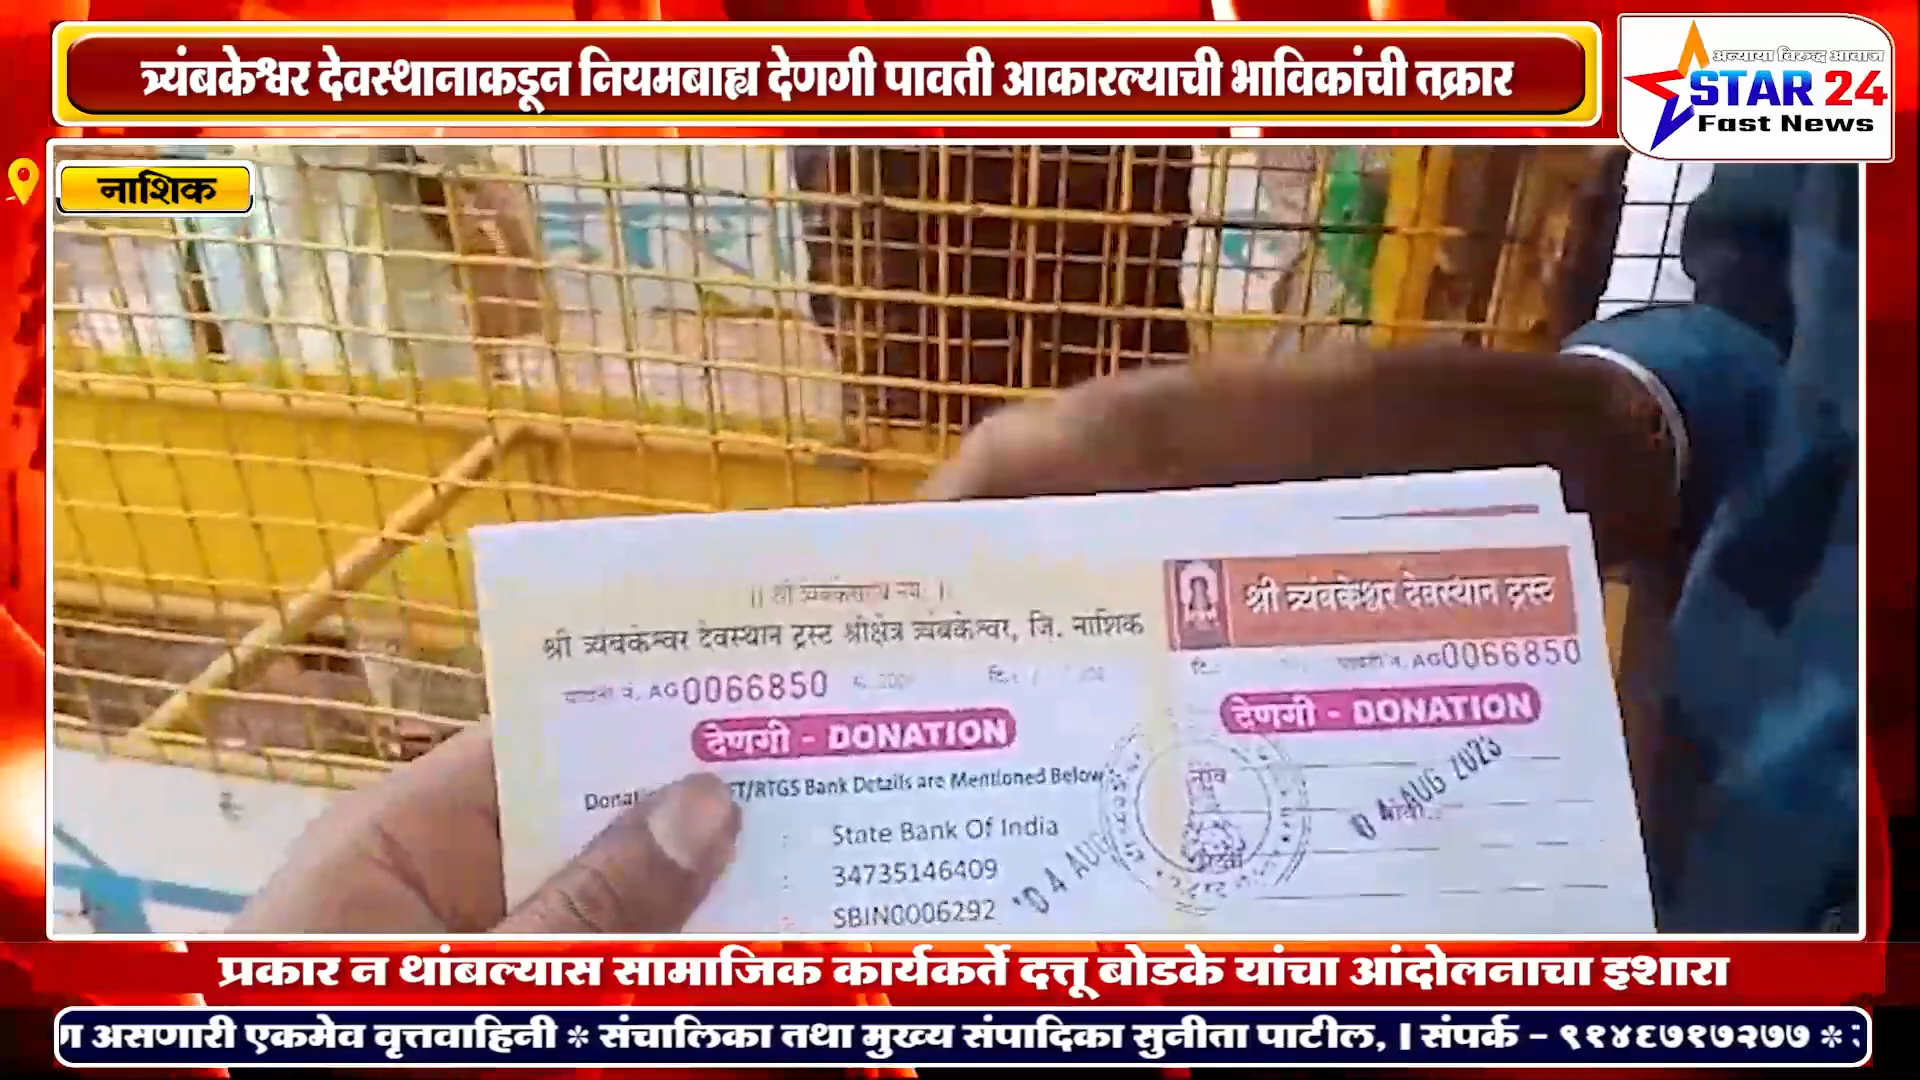 त्र्यंबकेश्वर देवस्थानाकडून नियमबाह्य देणगी पावती आकारल्याची भाविकांची तक्रार
अन्याया विरुद्ध आवाज
STAR 24
Fast News
नाशिक
श्री त्र्यंबकेश्वर देवस्थान ट्रस्ट श्रीक्षेत्र त्र्यंबकेश्वर, जि. नाशिक
AG0066850
देणगी - DONATION
RTGS Bank Details are Mentioned Below
State Bank Of India
34735146409
SBIN0006292
04 AUG
श्री त्र्यंबकेश्वर देवस्थान ट्रस्ट
AG0066850
देणगी - DONATION
नांव
04 AUG 2023
प्रकार न थांबल्यास सामाजिक कार्यकर्ते दत्तू बोडके यांचा आंदोलनाचा इशारा
असणारी एकमेव वृत्तवाहिनी * संचालिका तथा मुख्य संपादिका सुनीता पाटील, | संपर्क - ९१४६७१७२७७ *